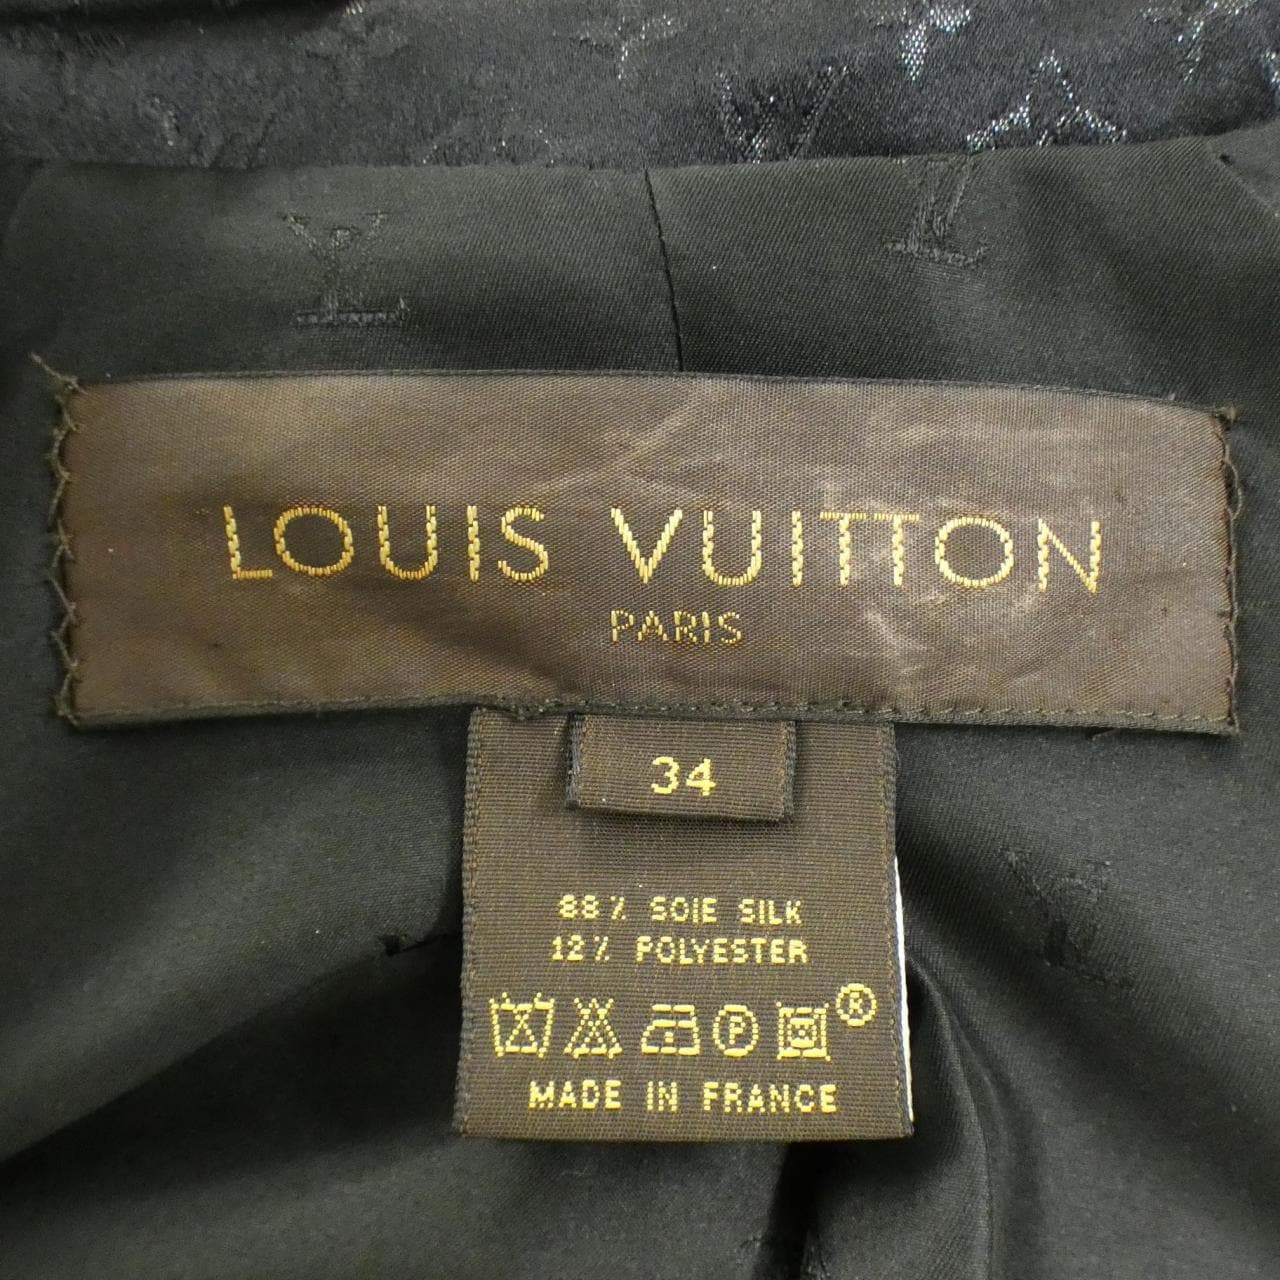 LOUIS VUITTON
PARIS
34
88% SOIE SILK
12% POLYESTER
P ®
MADE IN FRANCE